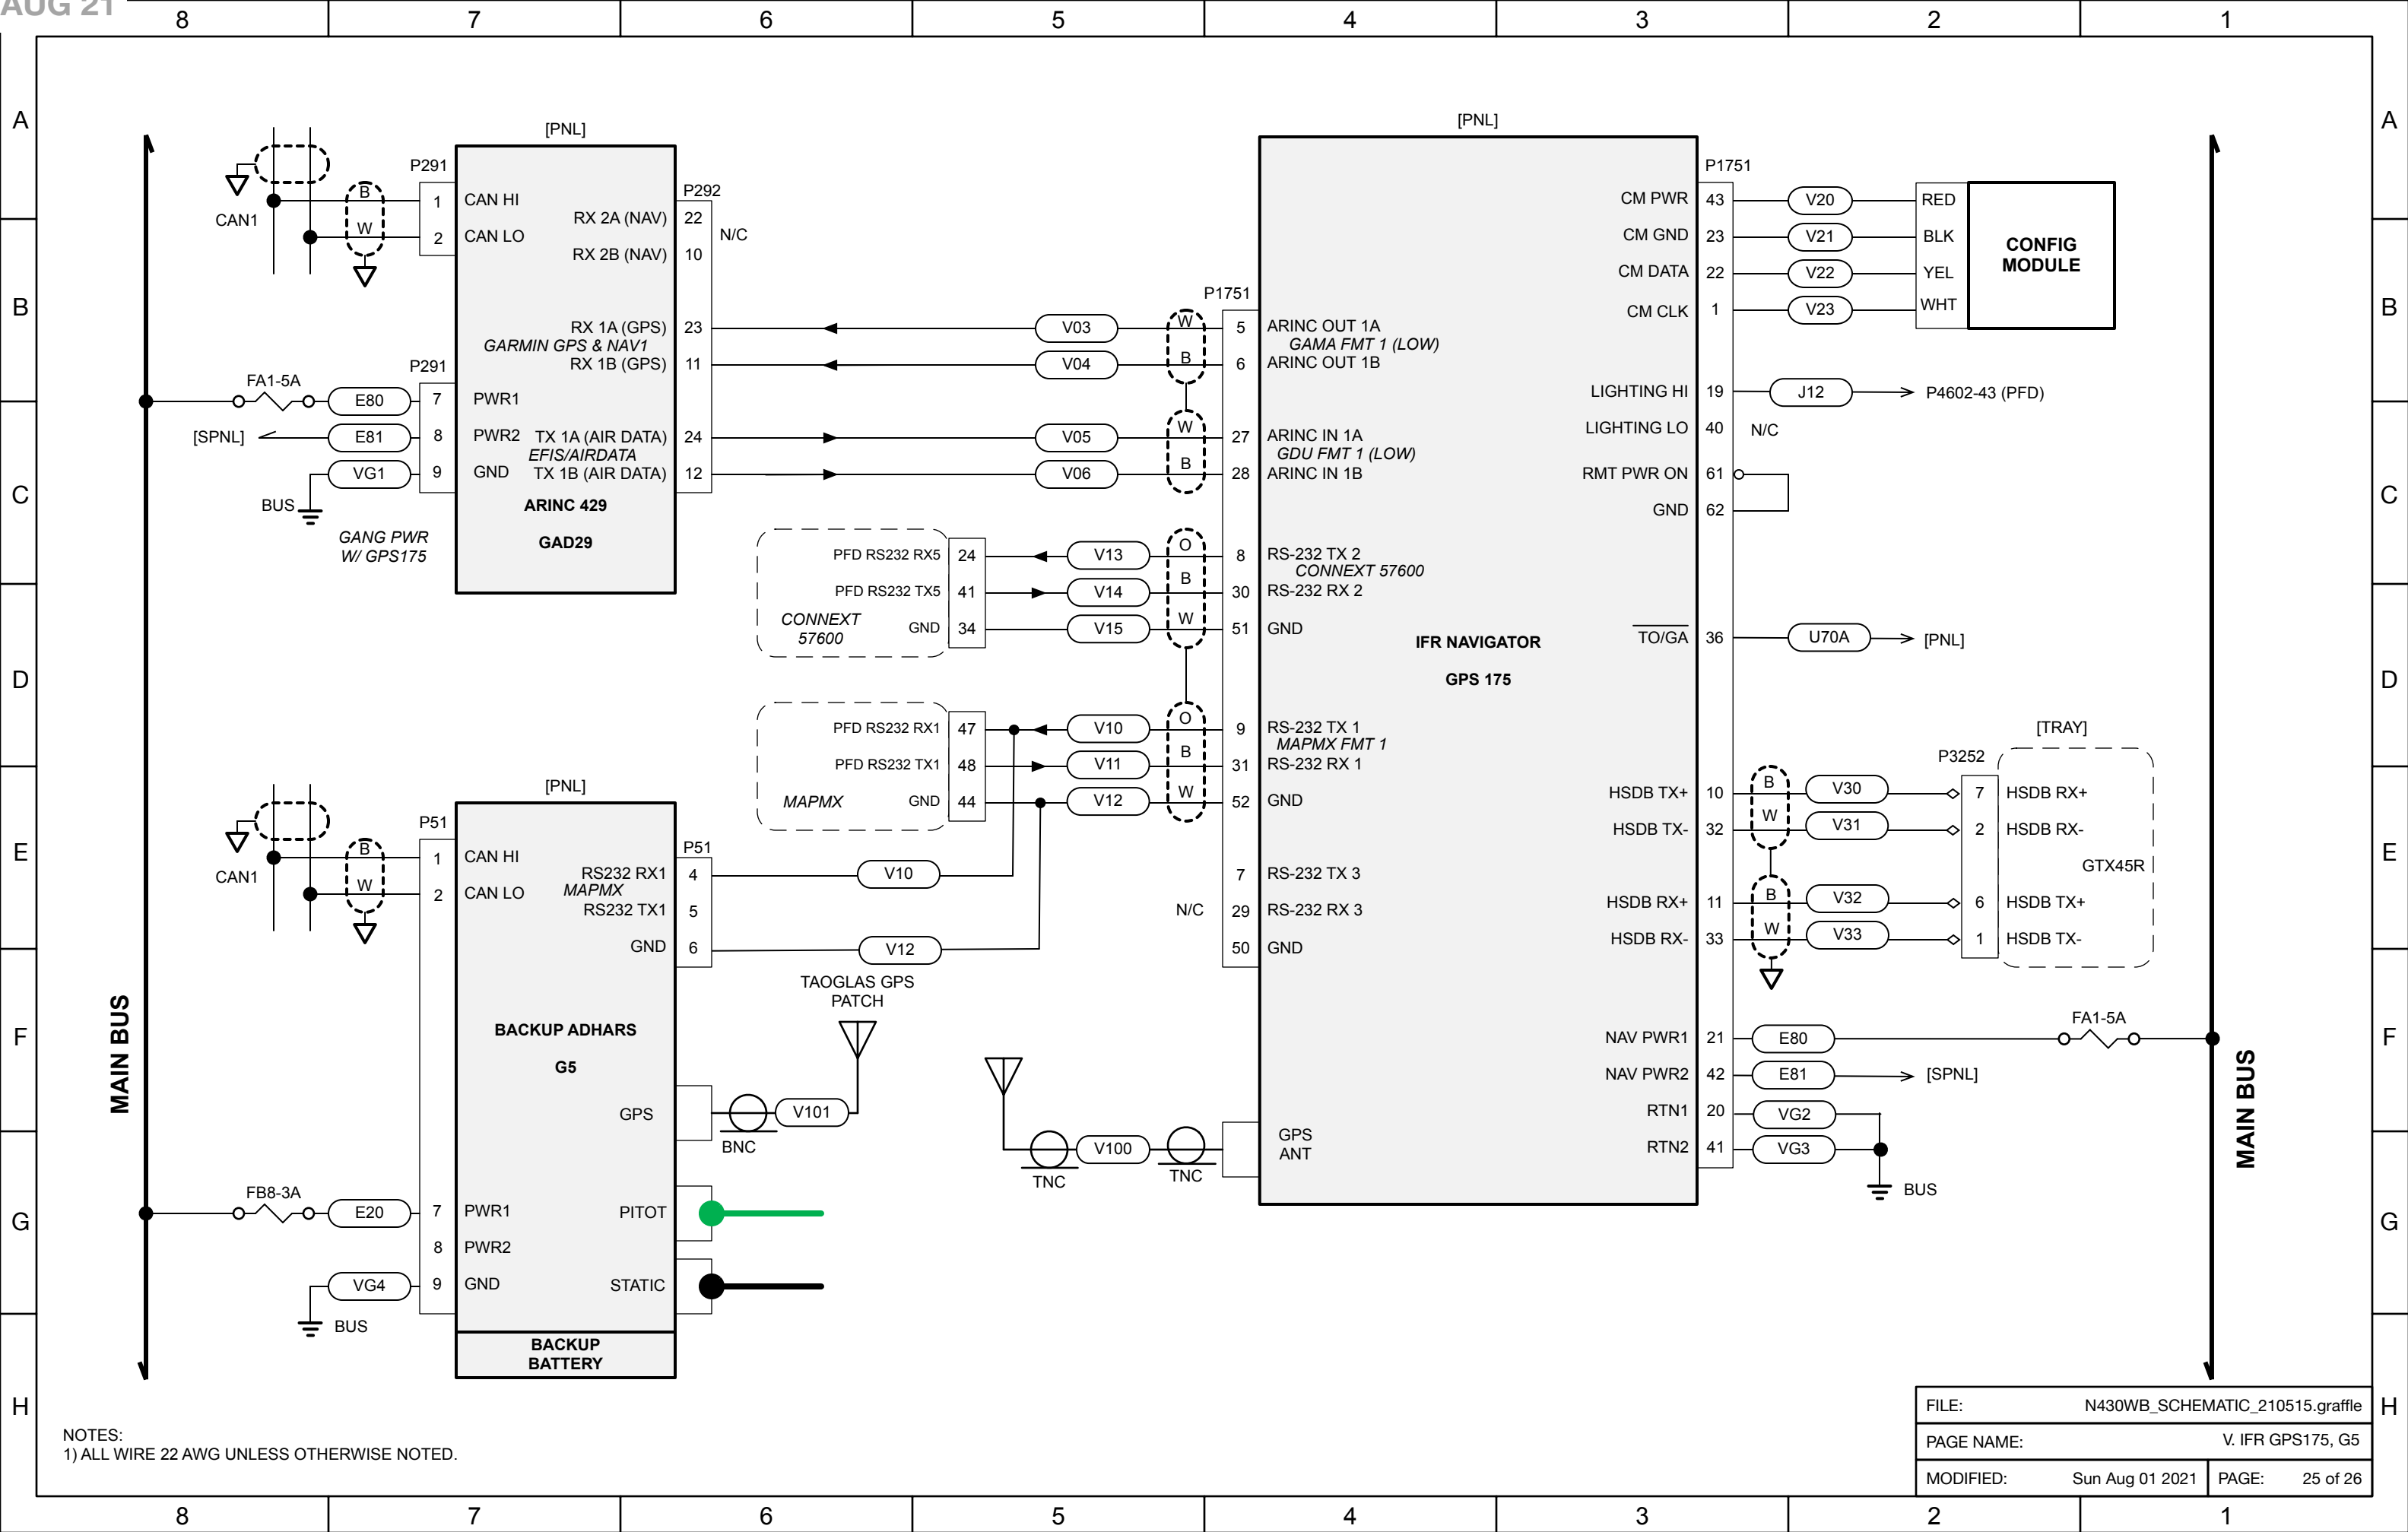 AUG 21
8 7 6 5 4 3 2 1
A
B
C
D
E
F
G
H
MAIN BUS
[PNL]
CAN1
B
W
P291
1 CAN HI
2 CAN LO
P292
RX 2A (NAV) 22
N/C
RX 2B (NAV) 10
RX 1A (GPS) 23
GARMIN GPS & NAV1
RX 1B (GPS) 11
P291
FA1-5A
E80 7 PWR1
[SPNL] E81 8 PWR2
TX 1A (AIR DATA) 24
EFIS/AIRDATA
VG1 9 GND
TX 1B (AIR DATA) 12
BUS
ARINC 429
GAD29
GANG PWR
W/ GPS175
V03 W
V04 B
V05 W
V06 B
PFD RS232 RX5 24 V13 O
PFD RS232 TX5 41 V14 B
CONNEXT
57600
GND 34 V15 W
PFD RS232 RX1 47 V10 O
PFD RS232 TX1 48 V11 B
MAPMX GND 44 V12 W
[PNL]
CAN1
B
W
P51
1 CAN HI
2 CAN LO
P51
RS232 RX1 4 V10
MAPMX
RS232 TX1 5
GND 6 V12
TAOGLAS GPS
PATCH
BACKUP ADHARS
G5
GPS
BNC
V101
FB8-3A
E20 7 PWR1
8 PWR2
VG4 9 GND
BUS
PITOT
STATIC
BACKUP
BATTERY
[PNL]
P1751
5 ARINC OUT 1A
GAMA FMT 1 (LOW)
6 ARINC OUT 1B
27 ARINC IN 1A
GDU FMT 1 (LOW)
28 ARINC IN 1B
8 RS-232 TX 2
CONNEXT 57600
30 RS-232 RX 2
51 GND
IFR NAVIGATOR
GPS 175
9 RS-232 TX 1
MAPMX FMT 1
31 RS-232 RX 1
52 GND
7 RS-232 TX 3
N/C 29 RS-232 RX 3
50 GND
TNC
V100
TNC
GPS
ANT
P1751
CM PWR 43 V20 RED
CM GND 23 V21 BLK
CM DATA 22 V22 YEL
CM CLK 1 V23 WHT
CONFIG
MODULE
LIGHTING HI 19 J12 P4602-43 (PFD)
LIGHTING LO 40 N/C
RMT PWR ON 61
GND 62
TO/GA 36 U70A [PNL]
[TRAY]
P3252
HSDB TX+ 10 B V30 7 HSDB RX+
HSDB TX- 32 W V31 2 HSDB RX-
GTX45R
HSDB RX+ 11 B V32 6 HSDB TX+
HSDB RX- 33 W V33 1 HSDB TX-
NAV PWR1 21 E80 FA1-5A
NAV PWR2 42 E81 [SPNL]
RTN1 20 VG2
RTN2 41 VG3
BUS
MAIN BUS
NOTES:
1) ALL WIRE 22 AWG UNLESS OTHERWISE NOTED.
FILE: N430WB_SCHEMATIC_210515.graffle
PAGE NAME: V. IFR GPS175, G5
MODIFIED: Sun Aug 01 2021 PAGE: 25 of 26
A
B
C
D
E
F
G
H
8 7 6 5 4 3 2 1